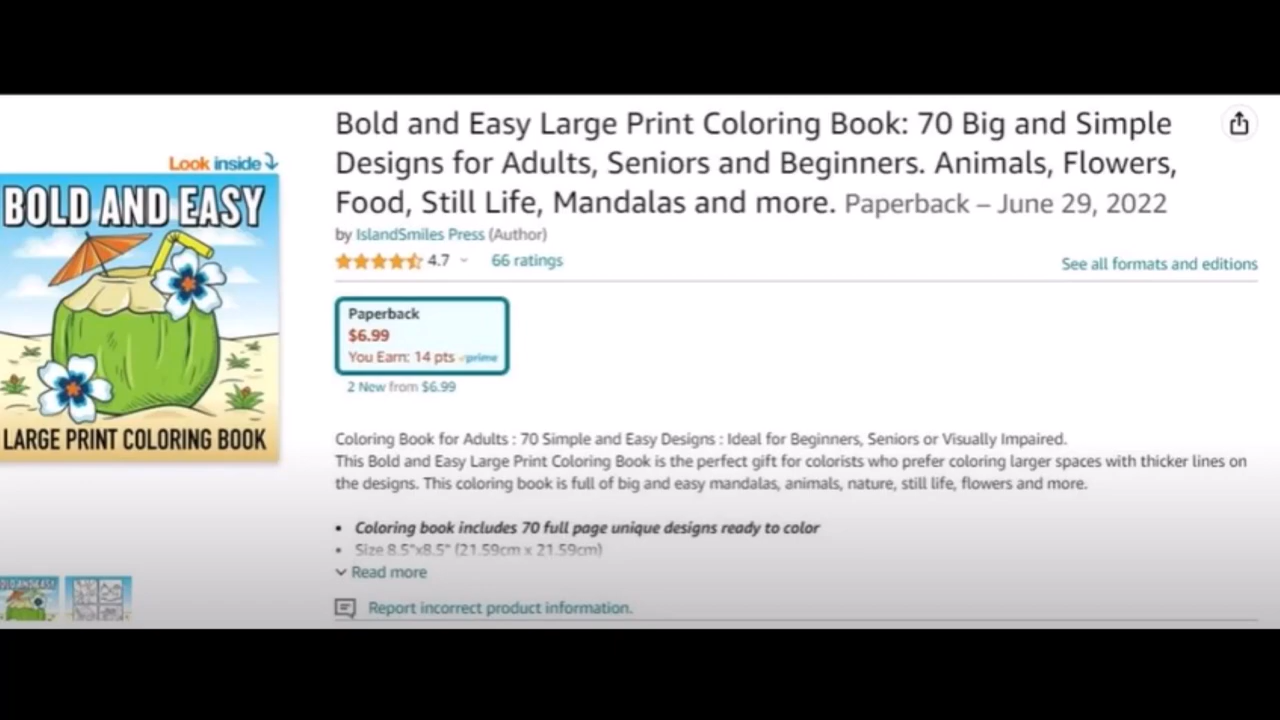 Look inside
BOLD AND EASY
LARGE PRINT COLORING BOOK
Bold and Easy Large Print Coloring Book: 70 Big and Simple
Designs for Adults, Seniors and Beginners. Animals, Flowers,
Food, Still Life, Mandalas and more. Paperback – June 29, 2022
by IslandSmiles Press (Author)
4.7 66 ratings
See all formats and editions
Paperback
$6.99
You Earn: 14 pts prime
2 New from $6.99
Coloring Book for Adults : 70 Simple and Easy Designs : Ideal for Beginners, Seniors or Visually Impaired.
This Bold and Easy Large Print Coloring Book is the perfect gift for colorists who prefer coloring larger spaces with thicker lines on
the designs. This coloring book is full of big and easy mandalas, animals, nature, still life, flowers and more.
• Coloring book includes 70 full page unique designs ready to color
• Size 8.5"x8.5" (21.59cm x 21.59cm)
Read more
Report incorrect product information.